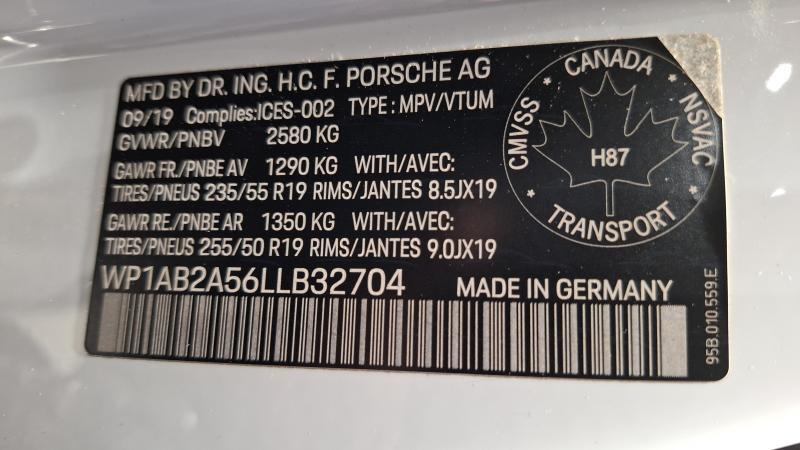 MFD BY DR. ING. H.C. F. PORSCHE AG
09/19 Complies:ICES-002 TYPE : MPV/VTUM
GVWR/PNBV 2580 KG
GAWR FR./PNBE AV 1290 KG WITH/AVEC:
TIRES/PNEUS 235/55 R19 RIMS/JANTES 8.5JX19
GAWR RE./PNBE AR 1350 KG WITH/AVEC:
TIRES/PNEUS 255/50 R19 RIMS/JANTES 9.0JX19
WP1AB2A56LLB32704 MADE IN GERMANY
CANADA
CMVSS
NSVAC
H87
TRANSPORT
95B.010.559.E